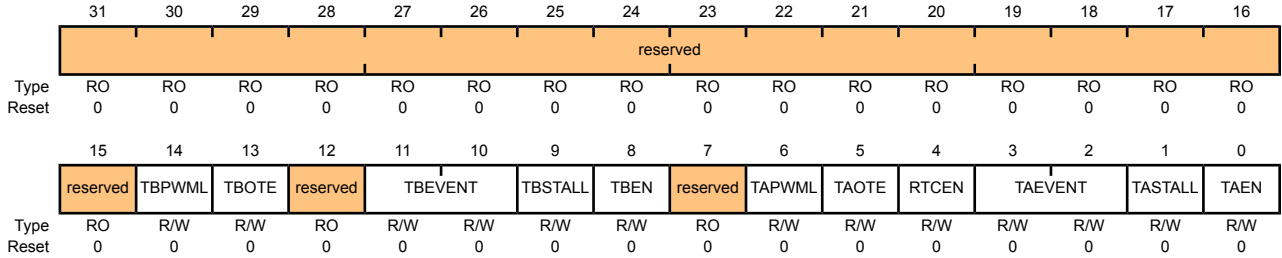 31 30 29 28 27 26 25 24 23 22 21 20 19 18 17 16
reserved
Type RO RO RO RO RO RO RO RO RO RO RO RO RO RO RO RO
Reset 0 0 0 0 0 0 0 0 0 0 0 0 0 0 0 0
15 14 13 12 11 10 9 8 7 6 5 4 3 2 1 0
reserved TBPWML TBOTE reserved TBEVENT TBSTALL TBEN reserved TAPWML TAOTE RTCEN TAEVENT TASTALL TAEN
Type RO R/W R/W RO R/W R/W R/W R/W RO R/W R/W R/W R/W R/W R/W R/W
Reset 0 0 0 0 0 0 0 0 0 0 0 0 0 0 0 0